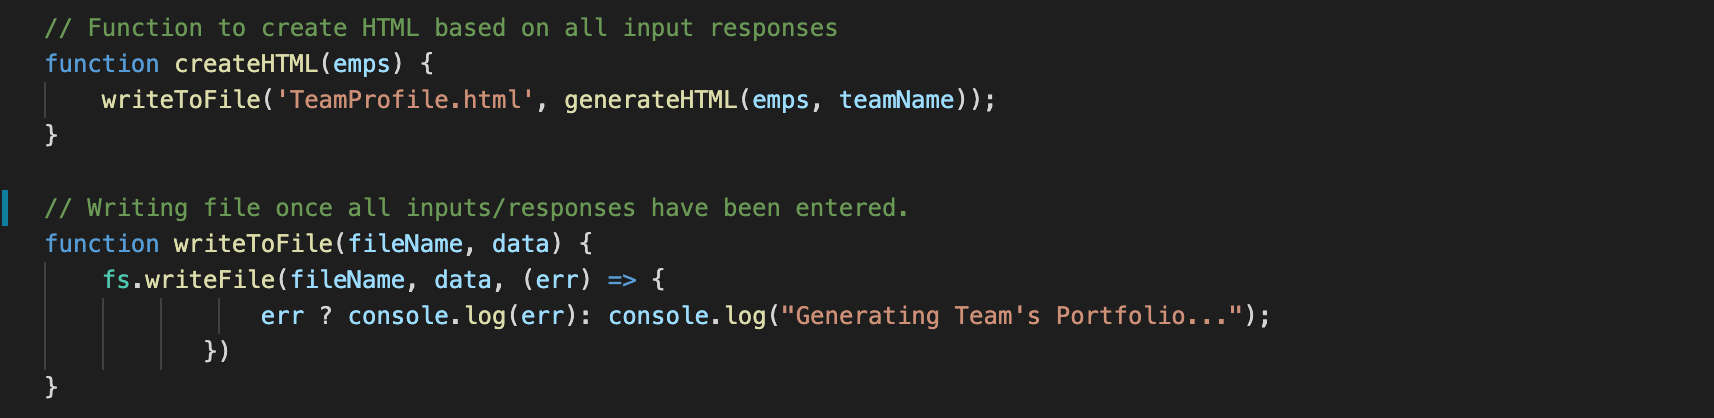 // Function to create HTML based on all input responses
function createHTML(emps) {
    writeToFile('TeamProfile.html', generateHTML(emps, teamName));
}

// Writing file once all inputs/responses have been entered.
function writeToFile(fileName, data) {
    fs.writeFile(fileName, data, (err) => {
               err ? console.log(err): console.log("Generating Team's Portfolio...");
           })
}